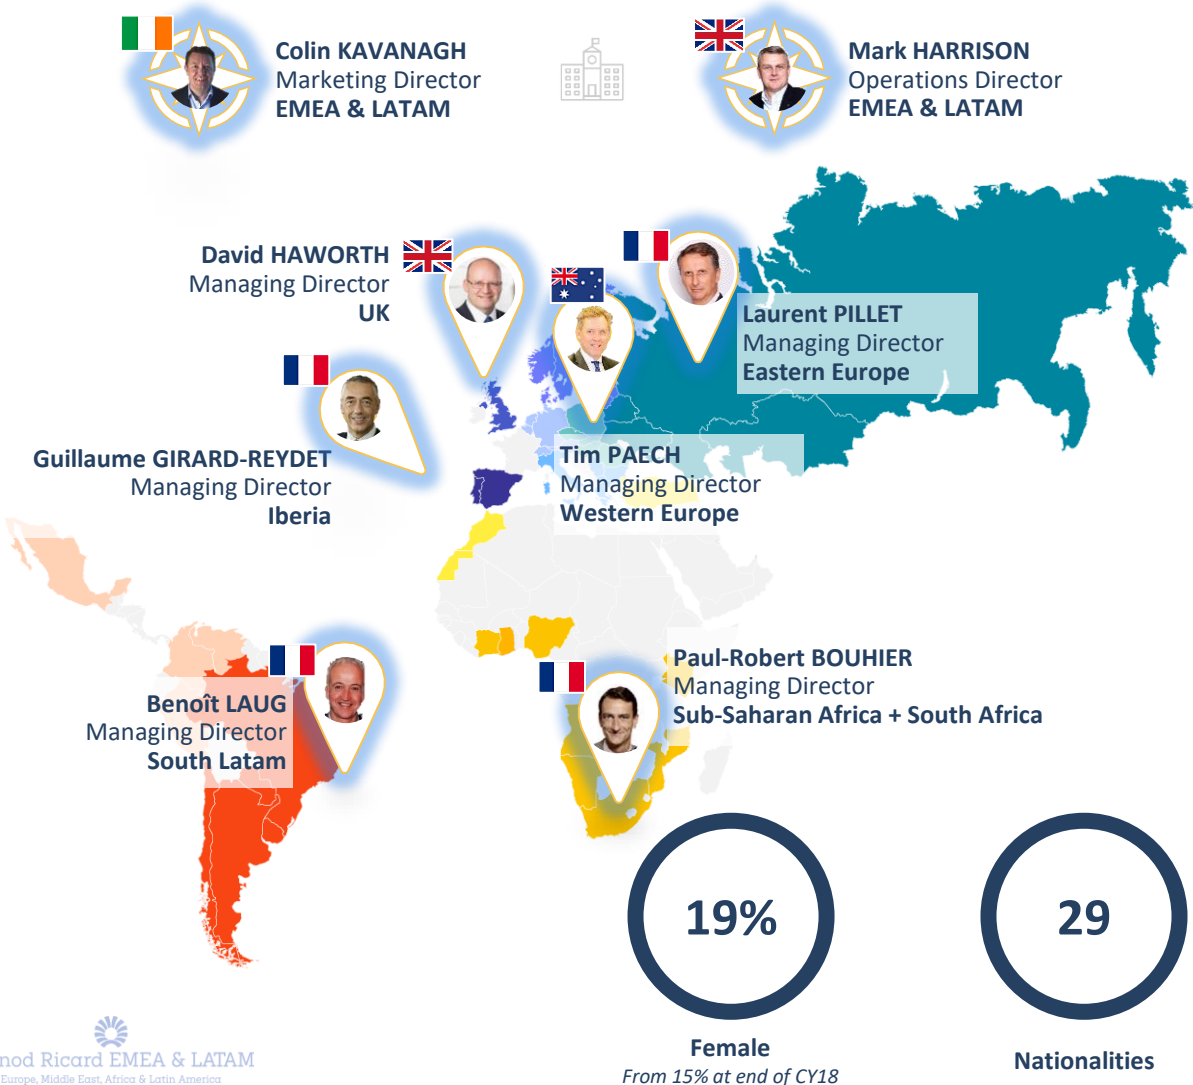 Colin KAVANAGH
Marketing Director
EMEA & LATAM
Mark HARRISON
Operations Director
EMEA & LATAM
David HAWORTH
Managing Director
UK
Laurent PILLET
Managing Director
Eastern Europe
Guillaume GIRARD-REYDET
Managing Director
Iberia
Tim PAECH
Managing Director
Western Europe
Benoît LAUG
Managing Director
South Latam
Paul-Robert BOUHIER
Managing Director
Sub-Saharan Africa + South Africa
19%
Female
From 15% at end of CY18
29
Nationalities
nod Ricard EMEA & LATAM
Europe, Middle East, Africa & Latin America